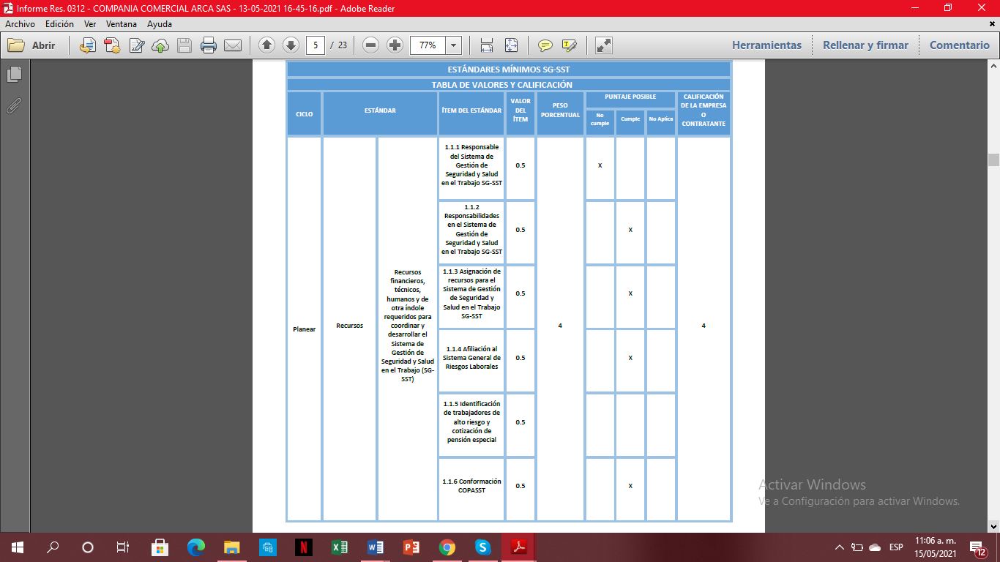 Informe Res. 0312 - COMPANIA COMERCIAL ARCA SAS - 13-05-2021 16-45-16.pdf - Adobe Reader
Archivo Edición Ver Ventana Ayuda
Abrir 5 / 23 77% Herramientas Rellenar y firmar Comentario
ESTÁNDARES MÍNIMOS SG-SST
TABLA DE VALORES Y CALIFICACIÓN
CICLO
ESTÁNDAR
ÍTEM DEL ESTÁNDAR
VALOR
DEL
ÍTEM
PESO
PORCENTUAL
PUNTAJE POSIBLE
No
cumple
Cumple
No Aplica
CALIFICACIÓN
DE LA EMPRESA
O
CONTRATANTE
Planear
Recursos
Recursos
financieros,
técnicos,
humanos y de
otra índole
requeridos para
coordinar y
desarrollar el
Sistema de
Gestión de
Seguridad y Salud
en el Trabajo (SG-
SST)
1.1.1 Responsable
del Sistema de
Gestión de
Seguridad y Salud
en el Trabajo SG-SST
0.5
X
1.1.2
Responsabilidades
en el Sistema de
Gestión de
Seguridad y Salud
en el Trabajo SG-SST
0.5
X
1.1.3 Asignación de
recursos para el
Sistema de Gestión
de Seguridad y
Salud en el Trabajo
SG-SST
0.5
X
1.1.4 Afiliación al
Sistema General de
Riesgos Laborales
0.5
X
1.1.5 Identificación
de trabajadores de
alto riesgo y
cotización de
pensión especial
0.5
1.1.6 Conformación
COPASST
0.5
X
4
4
Activar Windows
Ve a Configuración para activar Windows.
ESP
11:06 a. m.
15/05/2021
12